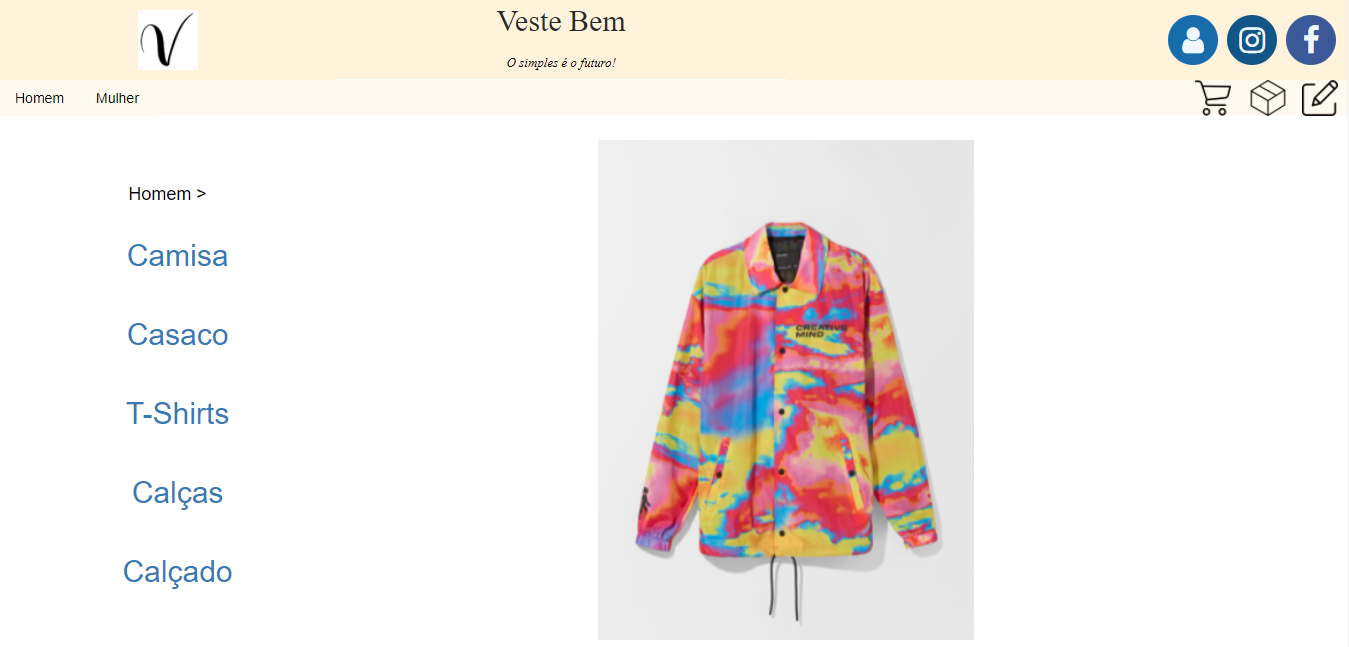 V
Veste Bem
O simples é o futuro!
Homem
Mulher
Homem >
Camisa
Casaco
T-Shirts
Calças
Calçado
CREATIVE
MIND